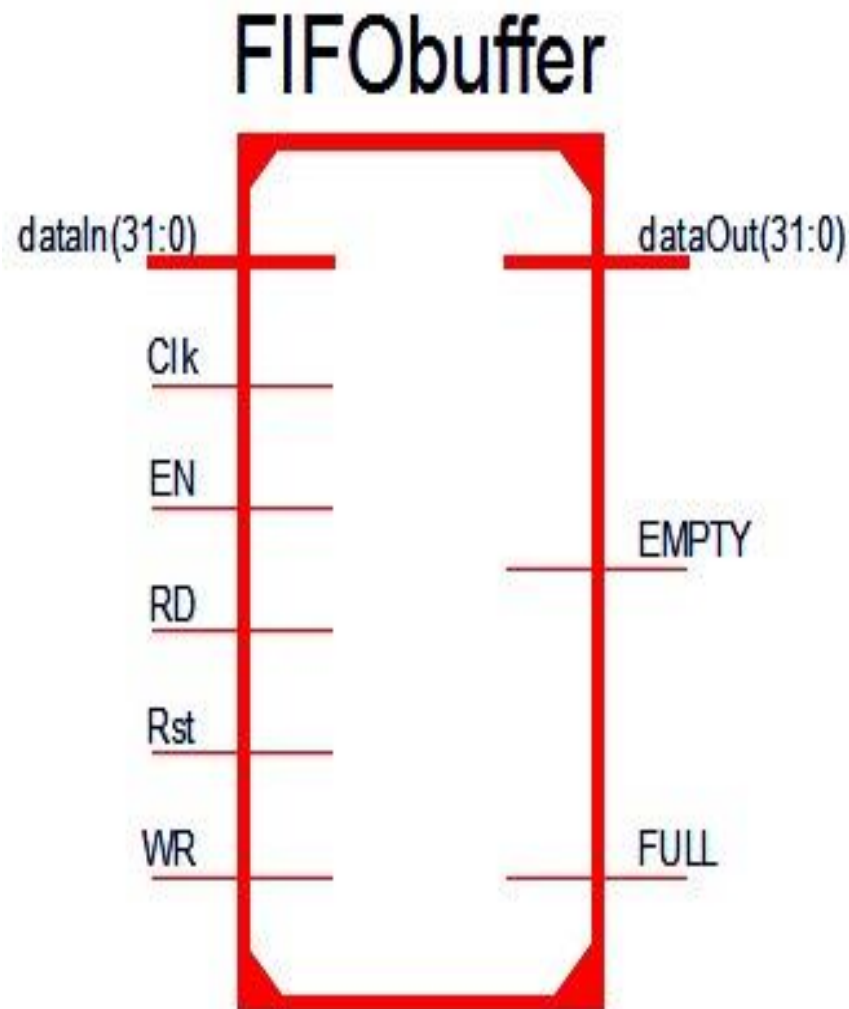 FIFObuffer
dataIn(31:0)
dataOut(31:0)
Clk
EN
EMPTY
RD
Rst
WR
FULL